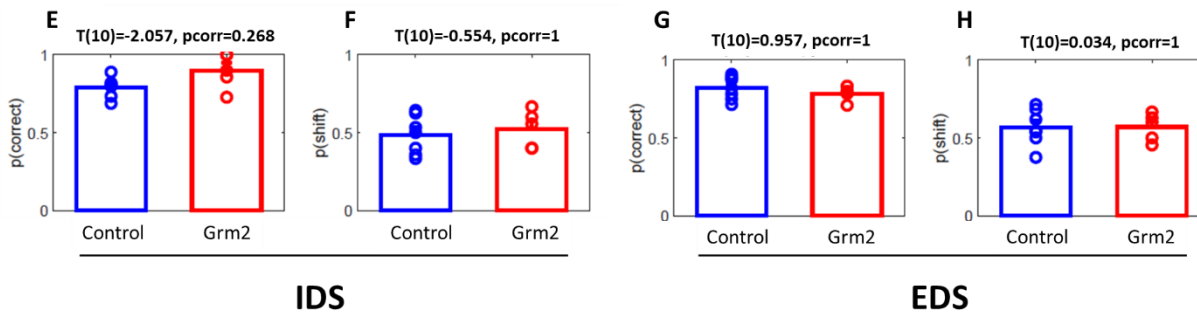 E
T(10)=-2.057, pcorr=0.268
1
0.5
0
p(correct)
Control
Grm2
F
T(10)=-0.554, pcorr=1
1
0.5
0
p(shift)
Control
Grm2
IDS
G
T(10)=0.957, pcorr=1
1
0.5
0
p(correct)
Control
Grm2
H
T(10)=0.034, pcorr=1
1
0.5
0
p(shift)
Control
Grm2
EDS